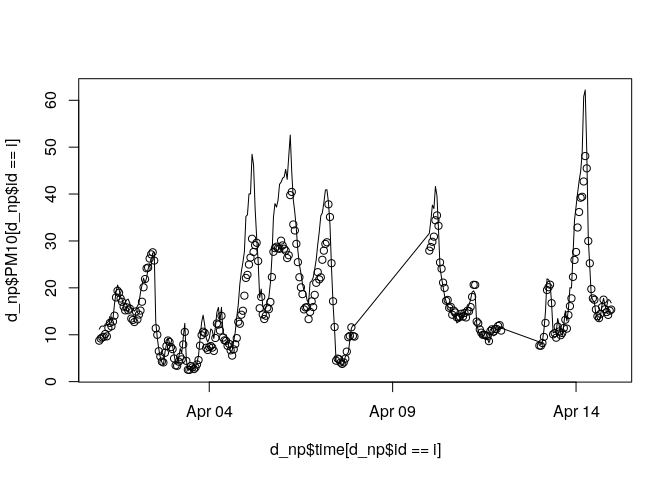 d_np$PM10[d_np$id == i]
60
50
40
30
20
10
0
Apr 04
Apr 09
Apr 14
d_np$time[d_np$id == i]